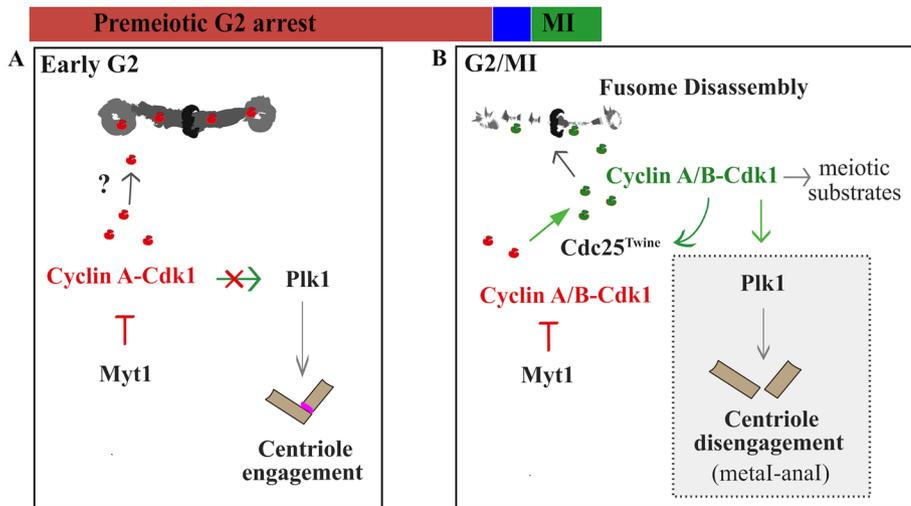 Premeiotic G2 arrest
MI
A
Early G2
?
Cyclin A-Cdk1
Plk1
Myt1
Centriole
engagement
B
G2/MI
Fusome Disassembly
Cyclin A/B-Cdk1
meiotic
substrates
Cdc25Twine
Cyclin A/B-Cdk1
Myt1
Plk1
Centriole
disengagement
(metaI-anaI)